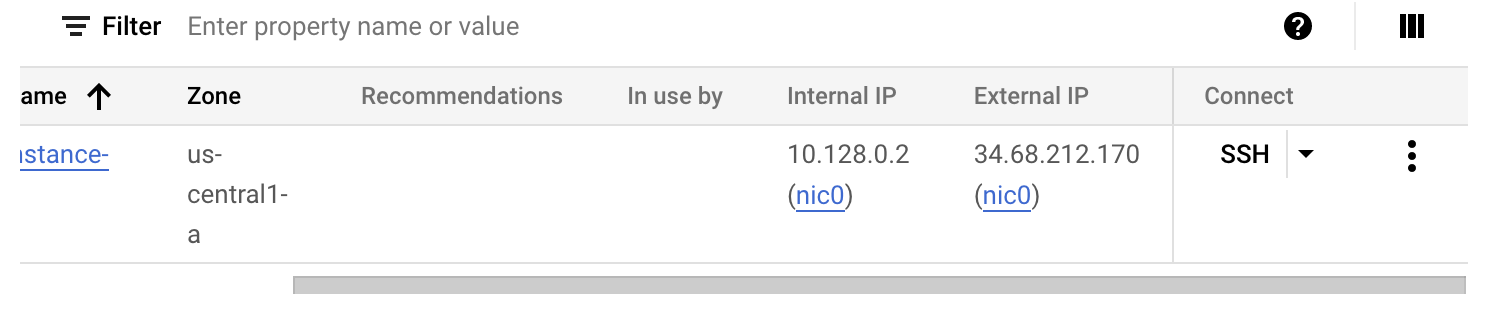 Filter Enter property name or value
ame Zone Recommendations In use by Internal IP External IP Connect
nstance- us- 10.128.0.2 34.68.212.170 SSH
central1- (nic0) (nic0)
a